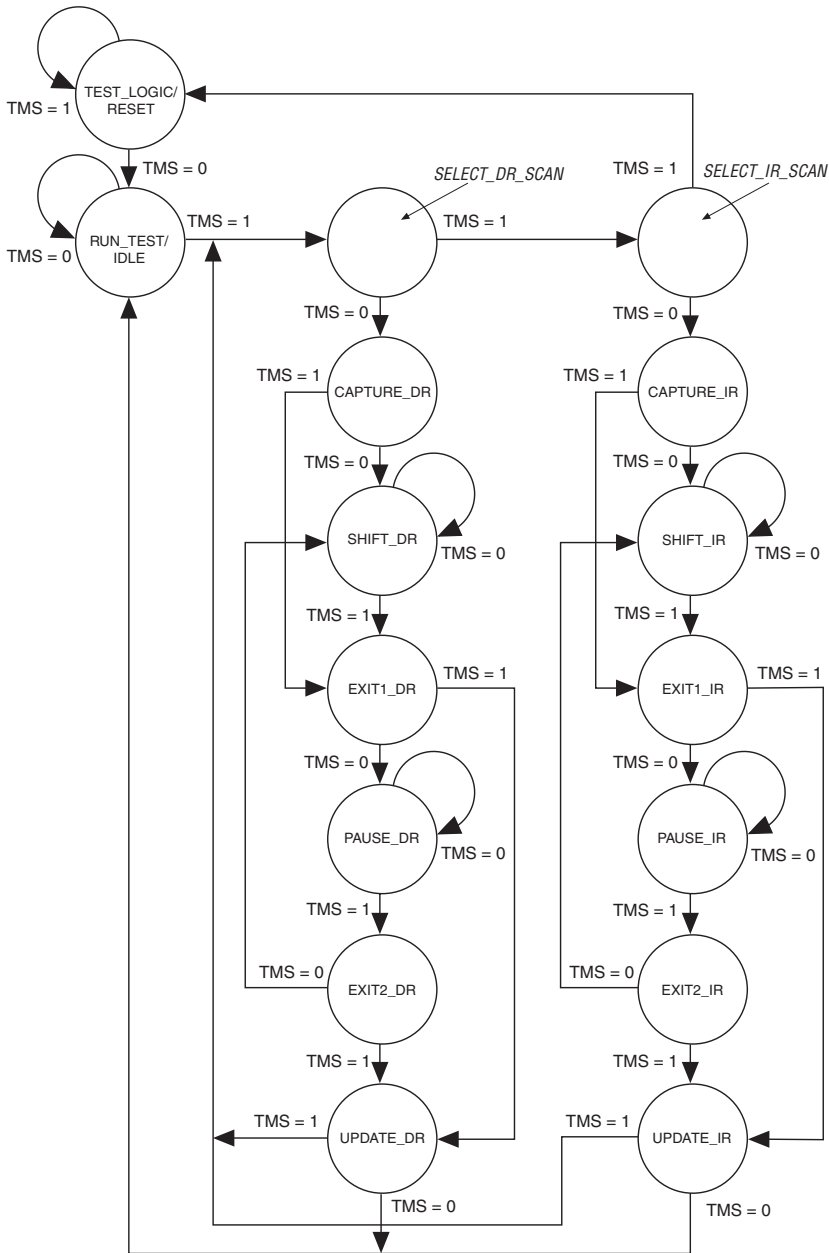 TEST_LOGIC/
RESET
TMS = 1
TMS = 0
SELECT_DR_SCAN
TMS = 1
SELECT_IR_SCAN
RUN_TEST/
IDLE
TMS = 0
TMS = 1
TMS = 1
TMS = 0
TMS = 0
TMS = 1
CAPTURE_DR
TMS = 1
CAPTURE_IR
TMS = 0
TMS = 0
SHIFT_DR
TMS = 0
SHIFT_IR
TMS = 0
TMS = 1
TMS = 1
EXIT1_DR
TMS = 1
EXIT1_IR
TMS = 1
TMS = 0
TMS = 0
PAUSE_DR
TMS = 0
PAUSE_IR
TMS = 0
TMS = 1
TMS = 1
TMS = 0
EXIT2_DR
TMS = 0
EXIT2_IR
TMS = 1
TMS = 1
TMS = 1
UPDATE_DR
TMS = 1
UPDATE_IR
TMS = 0
TMS = 0